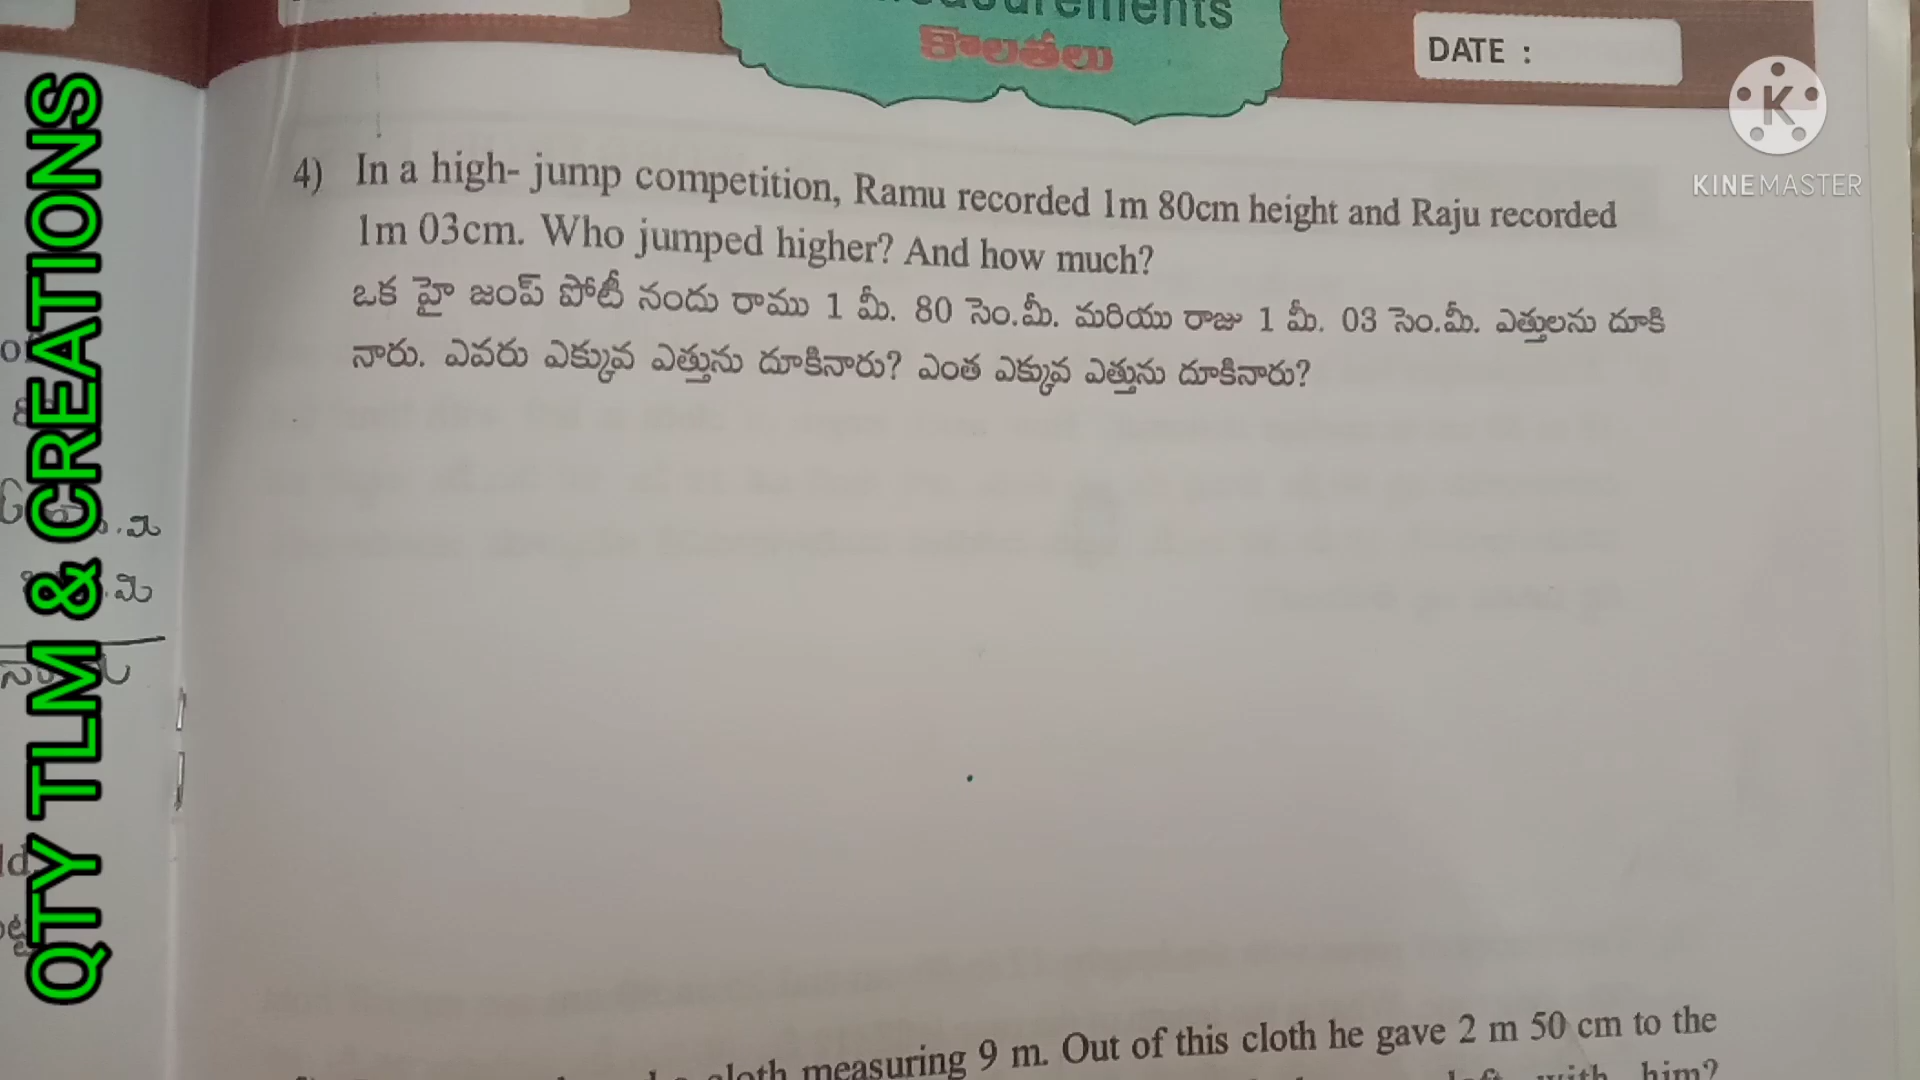 కొలతలు
DATE :
KINEMASTER
QTY TLM & CREATIONS
4) In a high- jump competition, Ramu recorded 1m 80cm height and Raju recorded
1m 03cm. Who jumped higher? And how much?
ఒక హై జంప్ పోటీ నందు రాము 1 మీ. 80 సెం.మీ. మరియు రాజు 1 మీ. 03 సెం.మీ. ఎత్తులను దూకి
నారు. ఎవరు ఎక్కువ ఎత్తును దూకినారు? ఎంత ఎక్కువ ఎత్తును దూకినారు?
cloth measuring 9 m. Out of this cloth he gave 2 m 50 cm to the
with him?